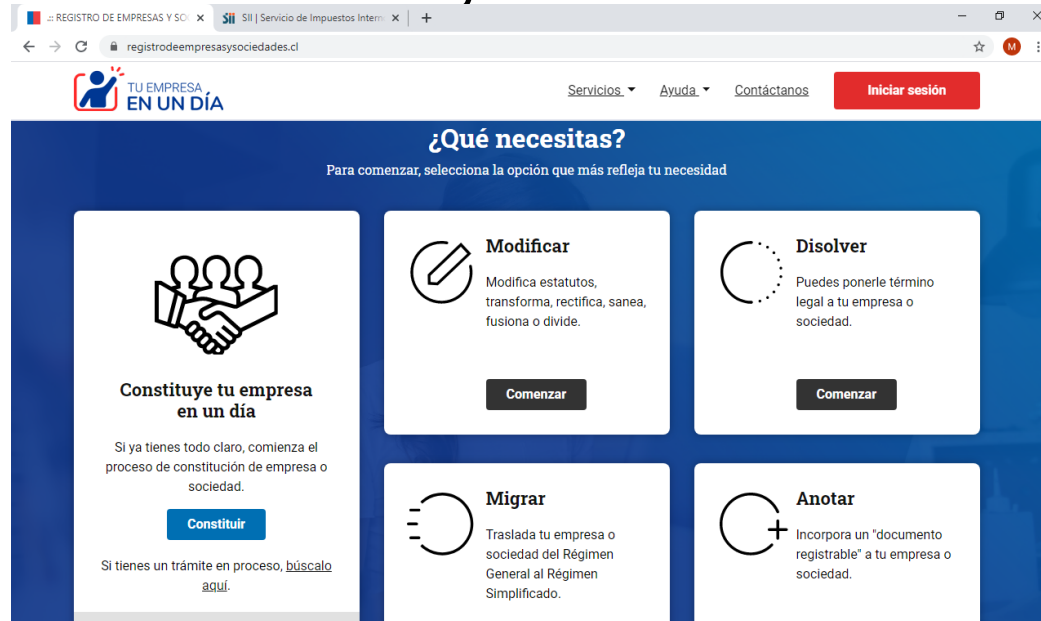 .:: REGISTRO DE EMPRESAS Y SO
SII | Servicio de Impuestos Intern
registrodeempresasysociedades.cl
M
TU EMPRESA
EN UN DÍA
Servicios
Ayuda
Contáctanos
Iniciar sesión
¿Qué necesitas?
Para comenzar, selecciona la opción que más refleja tu necesidad
Constituye tu empresa
en un día
Si ya tienes todo claro, comienza el
proceso de constitución de empresa o
sociedad.
Constituir
Si tienes un trámite en proceso, búscalo
aquí.
Modificar
Modifica estatutos,
transforma, rectifica, sanea,
fusiona o divide.
Comenzar
Disolver
Puedes ponerle término
legal a tu empresa o
sociedad.
Comenzar
Migrar
Traslada tu empresa o
sociedad del Régimen
General al Régimen
Simplificado.
Anotar
Incorpora un "documento
registrable" a tu empresa o
sociedad.